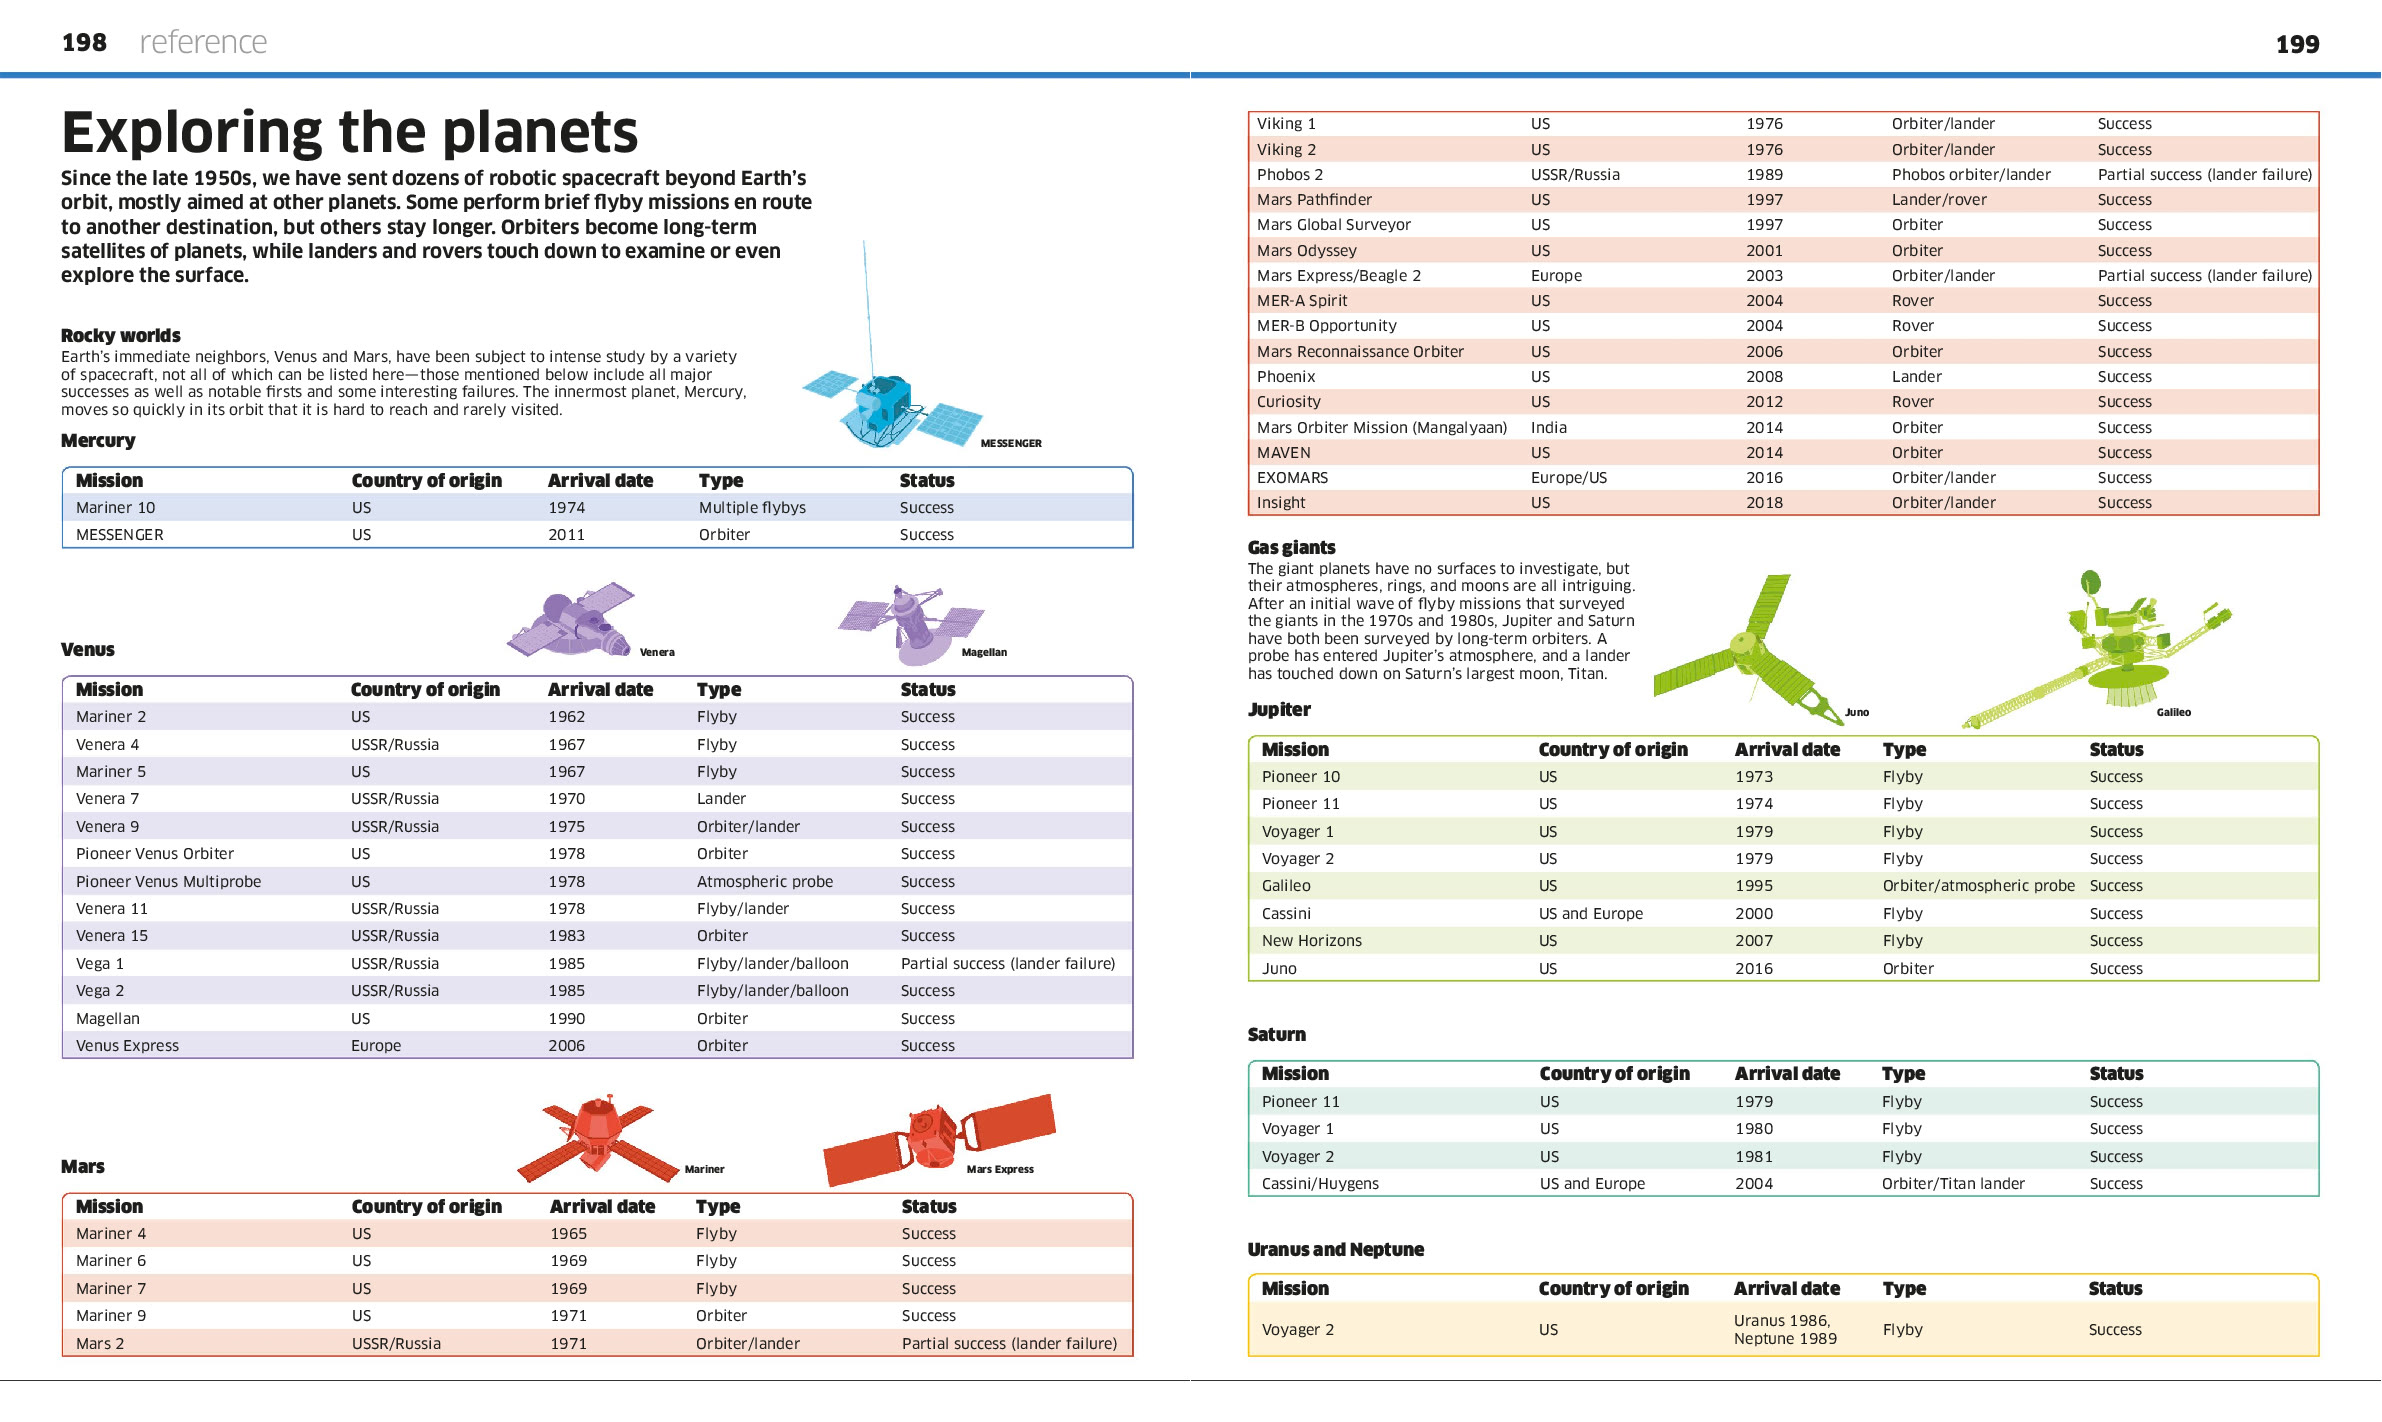 198 reference
Exploring the planets
Since the late 1950s, we have sent dozens of robotic spacecraft beyond Earth's
orbit, mostly aimed at other planets. Some perform brief flyby missions en route
to another destination, but others stay longer. Orbiters become long-term
satellites of planets, while landers and rovers touch down to examine or even
explore the surface.
Rocky worlds
Earth's immediate neighbors, Venus and Mars, have been subject to intense study by a variety
of spacecraft, not all of which can be listed here—those mentioned below include all major
successes as well as notable firsts and some interesting failures. The innermost planet, Mercury,
moves so quickly in its orbit that it is hard to reach and rarely visited.
MESSENGER
Mercury
Mission Country of origin Arrival date Type Status
Mariner 10 US 1974 Multiple flybys Success
MESSENGER US 2011 Orbiter Success
Venus
Venera
Magellan
Mission Country of origin Arrival date Type Status
Mariner 2 US 1962 Flyby Success
Venera 4 USSR/Russia 1967 Flyby Success
Mariner 5 US 1967 Flyby Success
Venera 7 USSR/Russia 1970 Lander Success
Venera 9 USSR/Russia 1975 Orbiter/lander Success
Pioneer Venus Orbiter US 1978 Orbiter Success
Pioneer Venus Multiprobe US 1978 Atmospheric probe Success
Venera 11 USSR/Russia 1978 Flyby/lander Success
Venera 15 USSR/Russia 1983 Orbiter Success
Vega 1 USSR/Russia 1985 Flyby/lander/balloon Partial success (lander failure)
Vega 2 USSR/Russia 1985 Flyby/lander/balloon Success
Magellan US 1990 Orbiter Success
Venus Express Europe 2006 Orbiter Success
Mars
Mariner
Mars Express
Mission Country of origin Arrival date Type Status
Mariner 4 US 1965 Flyby Success
Mariner 6 US 1969 Flyby Success
Mariner 7 US 1969 Flyby Success
Mariner 9 US 1971 Orbiter Success
Mars 2 USSR/Russia 1971 Orbiter/lander Partial success (lander failure)
199
Viking 1 US 1976 Orbiter/lander Success
Viking 2 US 1976 Orbiter/lander Success
Phobos 2 USSR/Russia 1989 Phobos orbiter/lander Partial success (lander failure)
Mars Pathfinder US 1997 Lander/rover Success
Mars Global Surveyor US 1997 Orbiter Success
Mars Odyssey US 2001 Orbiter Success
Mars Express/Beagle 2 Europe 2003 Orbiter/lander Partial success (lander failure)
MER-A Spirit US 2004 Rover Success
MER-B Opportunity US 2004 Rover Success
Mars Reconnaissance Orbiter US 2006 Orbiter Success
Phoenix US 2008 Lander Success
Curiosity US 2012 Rover Success
Mars Orbiter Mission (Mangalyaan) India 2014 Orbiter Success
MAVEN US 2014 Orbiter Success
EXOMARS Europe/US 2016 Orbiter/lander Success
Insight US 2018 Orbiter/lander Success
Gas giants
The giant planets have no surfaces to investigate, but
their atmospheres, rings, and moons are all intriguing.
After an initial wave of flyby missions that surveyed
the giants in the 1970s and 1980s, Jupiter and Saturn
have both been surveyed by long-term orbiters. A
probe has entered Jupiter's atmosphere, and a lander
has touched down on Saturn's largest moon, Titan.
Jupiter
Juno
Galileo
Mission Country of origin Arrival date Type Status
Pioneer 10 US 1973 Flyby Success
Pioneer 11 US 1974 Flyby Success
Voyager 1 US 1979 Flyby Success
Voyager 2 US 1979 Flyby Success
Galileo US 1995 Orbiter/atmospheric probe Success
Cassini US and Europe 2000 Flyby Success
New Horizons US 2007 Flyby Success
Juno US 2016 Orbiter Success
Saturn
Mission Country of origin Arrival date Type Status
Pioneer 11 US 1979 Flyby Success
Voyager 1 US 1980 Flyby Success
Voyager 2 US 1981 Flyby Success
Cassini/Huygens US and Europe 2004 Orbiter/Titan lander Success
Uranus and Neptune
Mission Country of origin Arrival date Type Status
Voyager 2 US Uranus 1986, Flyby Success
Neptune 1989